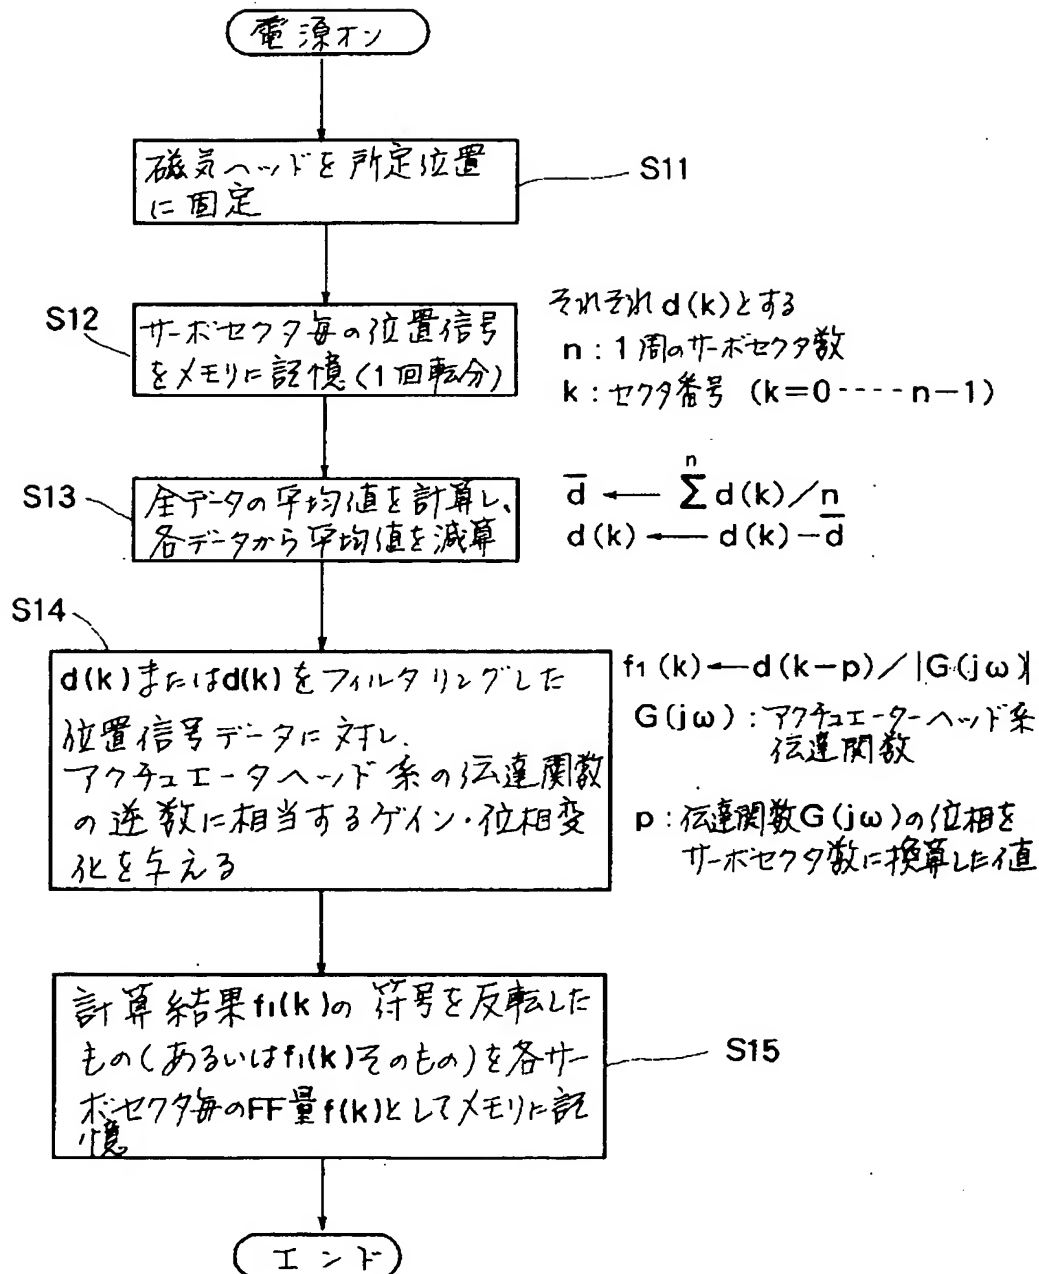 電源オン
磁気ヘッドを所定位置
に固定
S11
S12
サーボセクタ毎の位置信号
をメモリに記憶(1回転分)
それそれd(k)とする
n:1周のサーボセクタ数
k:セクタ番号 (k=0----n-1)
S13
全データの平均値を計算し、
各データから平均値を減算
n
d̅ ← Σ d(k)/n
d(k) ← d(k)-d̅
S14
d(k)またはd(k)をフィルタリングした
位置信号データに対し、
アクチュエータヘッド系の伝達関数
の逆数に相当するゲイン・位相変
化を与える
f₁(k)←d(k-p)/|G(jω)|
G(jω):アクチュエーターヘッド系
伝達関数
p:伝達関数G(jω)の位相を
サーボセクタ数に換算した値
計算結果f₁(k)の符号を反転した
もの(あるいはf₁(k)そのもの)を各サー
ボセクタ毎のFF量f(k)としてメモリに記
憶
S15
エンド